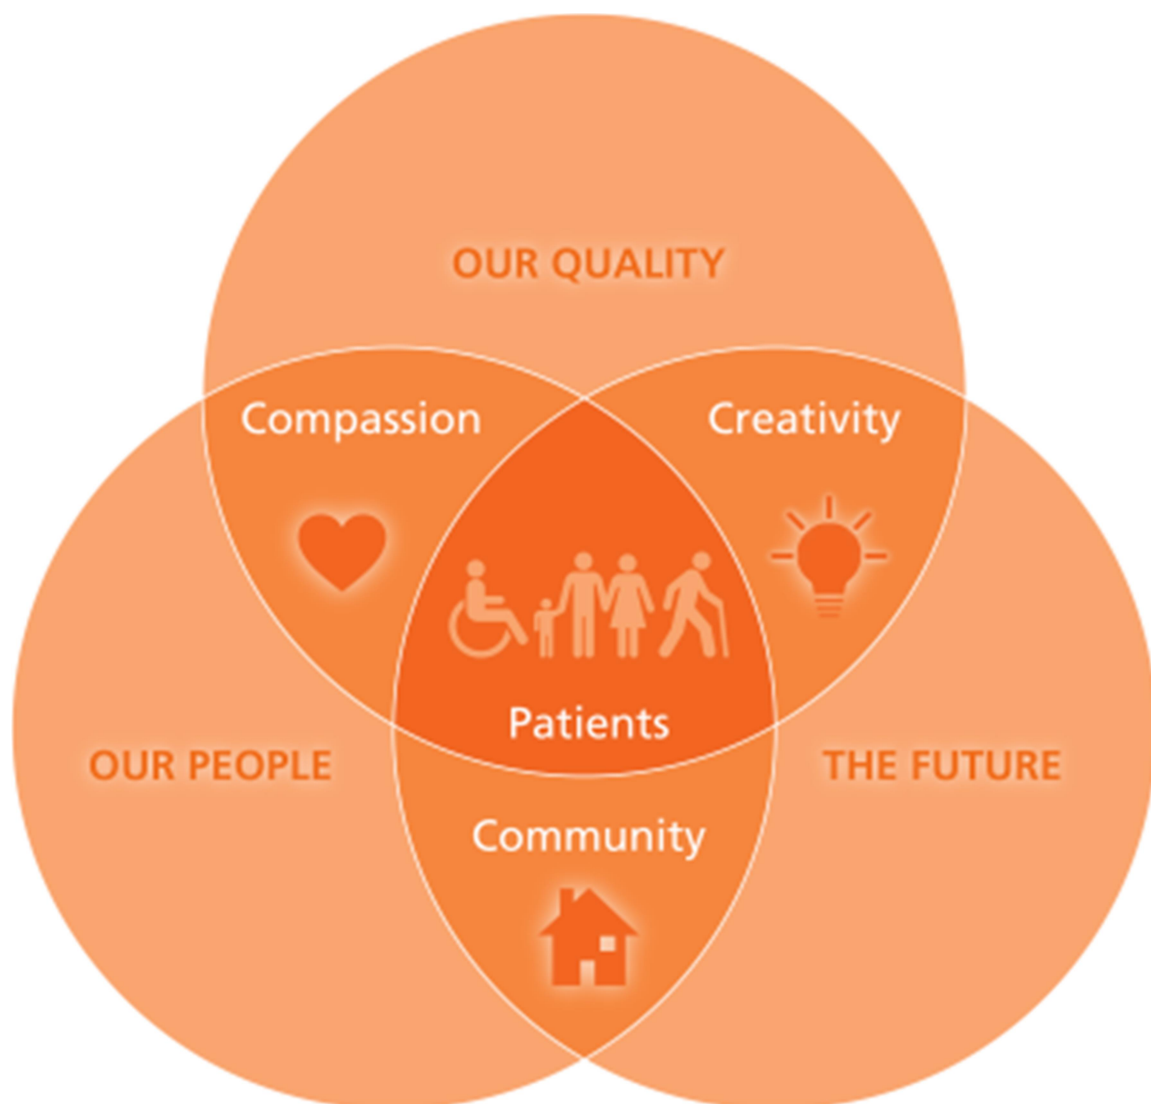 OUR QUALITY
Compassion
Creativity
Patients
OUR PEOPLE
THE FUTURE
Community